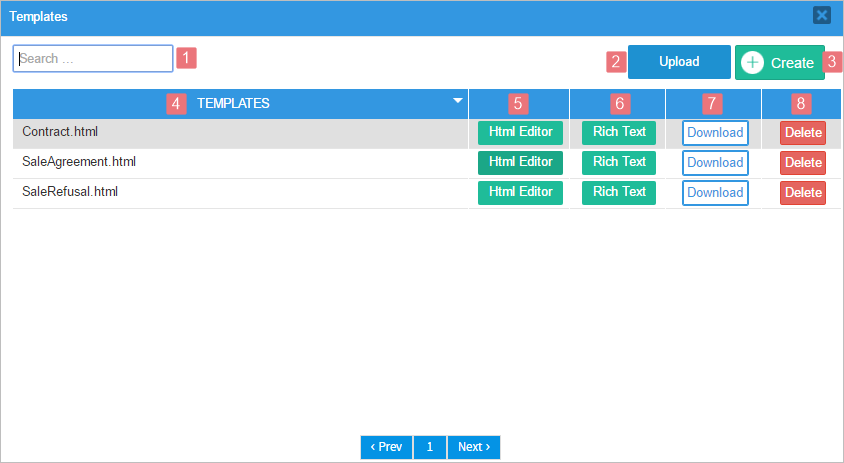 Templates
Search ... 1 2 Upload Create 3
4 TEMPLATES 5 6 7 8
Contract.html Html Editor Rich Text Download Delete
SaleAgreement.html Html Editor Rich Text Download Delete
SaleRefusal.html Html Editor Rich Text Download Delete
‹ Prev 1 Next ›